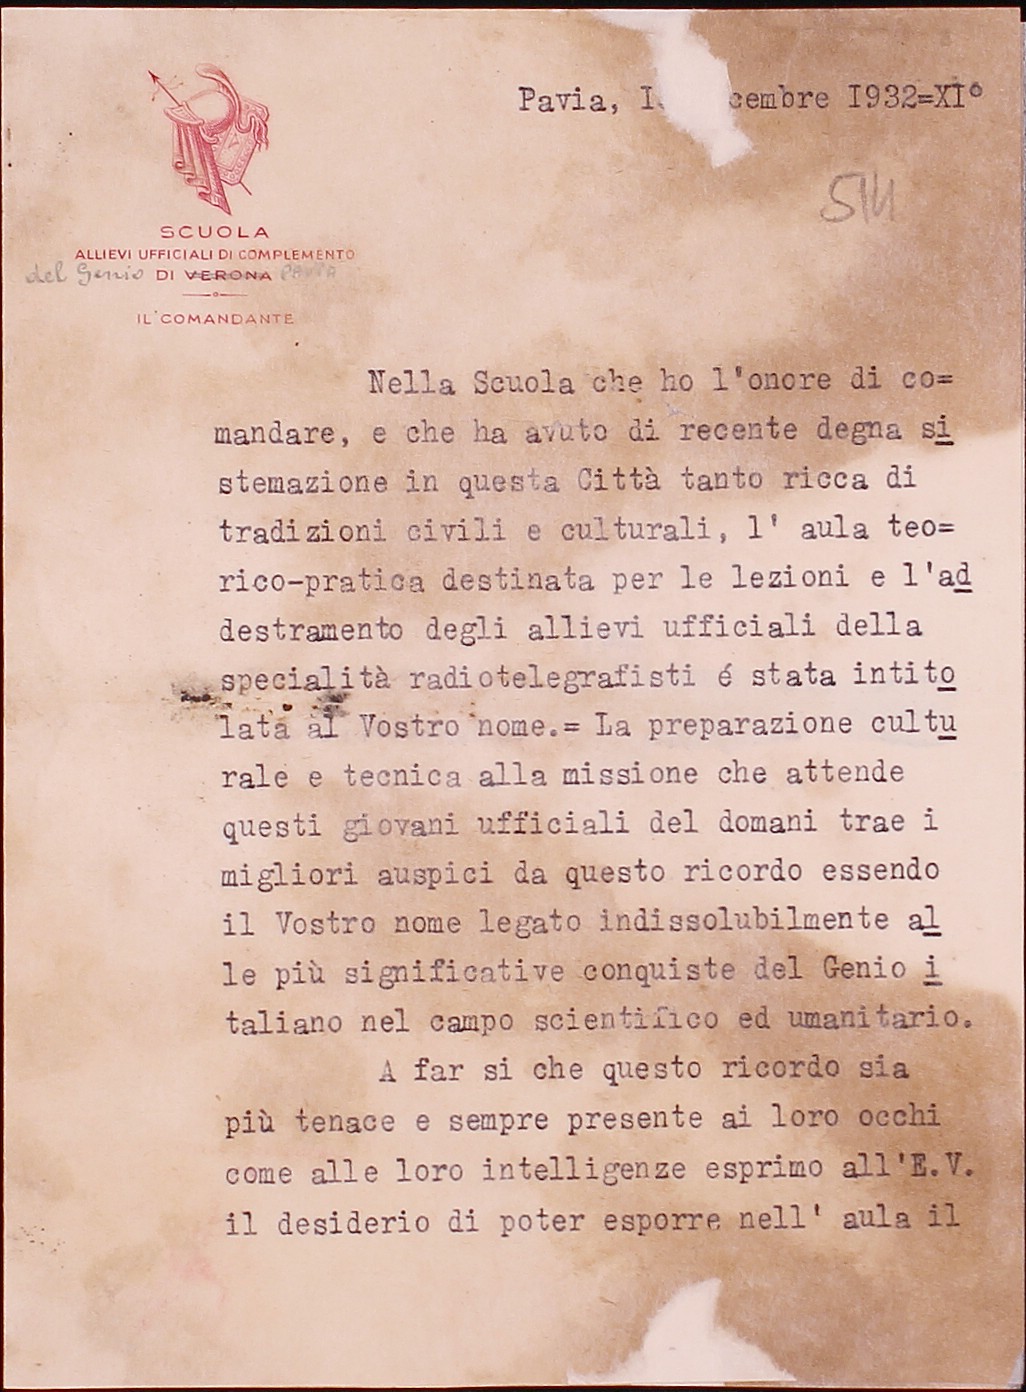 Pavia, 1 cembre 1932=XI°
514
SCUOLA
ALLIEVI UFFICIALI DI COMPLEMENTO
del Genio DI VERONA PAVIA
IL COMANDANTE
Nella Scuola che ho l'onore di co=
mandare, e che ha avuto di recente degna si
stemazione in questa Città tanto ricca di
tradizioni civili e culturali, l' aula teo=
rico-pratica destinata per le lezioni e l'ad
destramento degli allievi ufficiali della
specialità radiotelegrafisti é stata intito
lata al Vostro nome.= La preparazione cultu
rale e tecnica alla missione che attende
questi giovani ufficiali del domani trae i
migliori auspici da questo ricordo essendo
il Vostro nome legato indissolubilmente al
le più significative conquiste del Genio i
taliano nel campo scientifico ed umanitario.
A far si che questo ricordo sia
più tenace e sempre presente ai loro occhi
come alle loro intelligenze esprimo all'E.V.
il desiderio di poter esporre nell' aula il